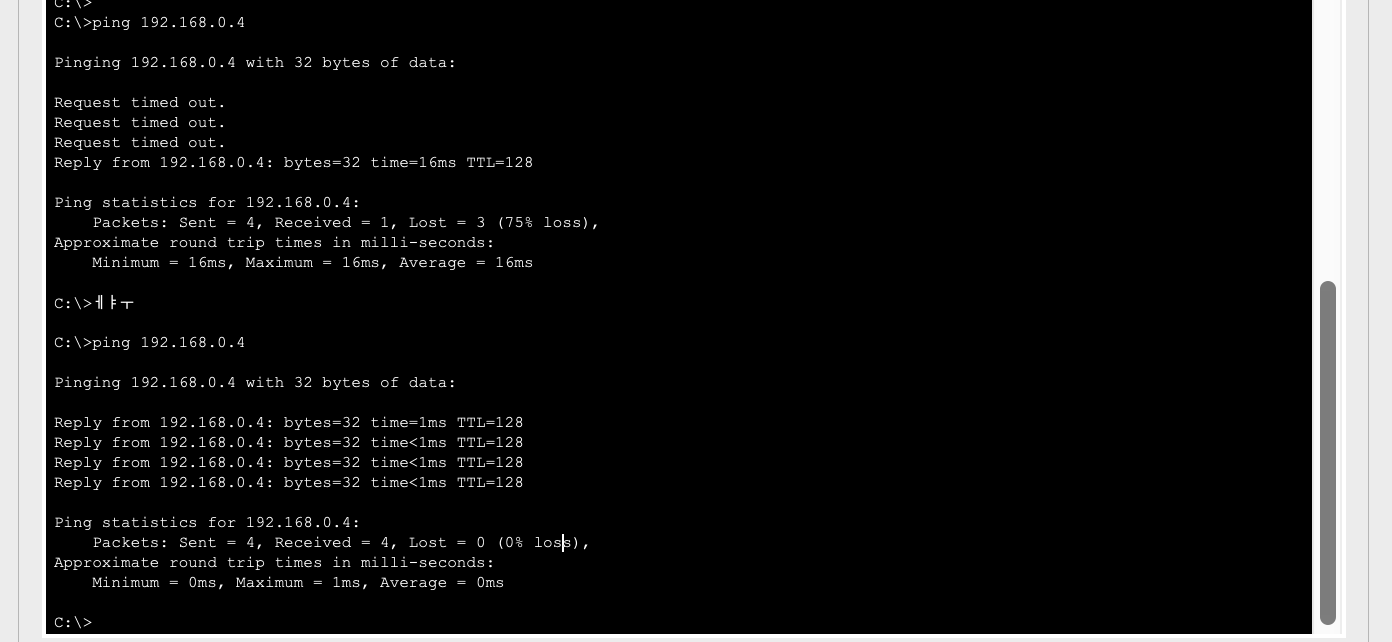 C:\>
C:\>ping 192.168.0.4
Pinging 192.168.0.4 with 32 bytes of data:
Request timed out.
Request timed out.
Request timed out.
Reply from 192.168.0.4: bytes=32 time=16ms TTL=128
Ping statistics for 192.168.0.4:
Packets: Sent = 4, Received = 1, Lost = 3 (75% loss),
Approximate round trip times in milli-seconds:
Minimum = 16ms, Maximum = 16ms, Average = 16ms
C:\>ㅔㅑㅜ
C:\>ping 192.168.0.4
Pinging 192.168.0.4 with 32 bytes of data:
Reply from 192.168.0.4: bytes=32 time=1ms TTL=128
Reply from 192.168.0.4: bytes=32 time<1ms TTL=128
Reply from 192.168.0.4: bytes=32 time<1ms TTL=128
Reply from 192.168.0.4: bytes=32 time<1ms TTL=128
Ping statistics for 192.168.0.4:
Packets: Sent = 4, Received = 4, Lost = 0 (0% loss),
Approximate round trip times in milli-seconds:
Minimum = 0ms, Maximum = 1ms, Average = 0ms
C:\>